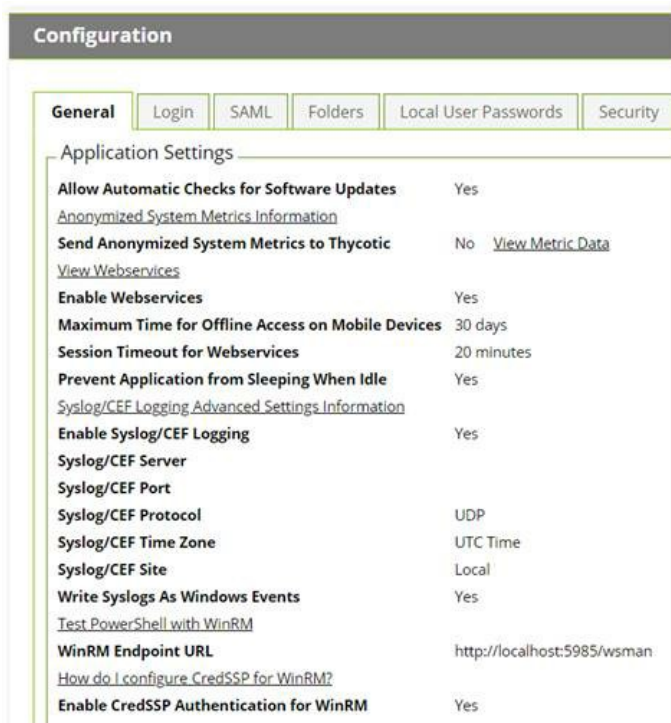 Configuration
General Login SAML Folders Local User Passwords Security
Application Settings
Allow Automatic Checks for Software Updates Yes
Anonymized System Metrics Information
Send Anonymized System Metrics to Thycotic No View Metric Data
View Webservices
Enable Webservices Yes
Maximum Time for Offline Access on Mobile Devices 30 days
Session Timeout for Webservices 20 minutes
Prevent Application from Sleeping When Idle Yes
Syslog/CEF Logging Advanced Settings Information
Enable Syslog/CEF Logging Yes
Syslog/CEF Server
Syslog/CEF Port
Syslog/CEF Protocol UDP
Syslog/CEF Time Zone UTC Time
Syslog/CEF Site Local
Write Syslogs As Windows Events Yes
Test PowerShell with WinRM
WinRM Endpoint URL http://localhost:5985/wsman
How do I configure CredSSP for WinRM?
Enable CredSSP Authentication for WinRM Yes